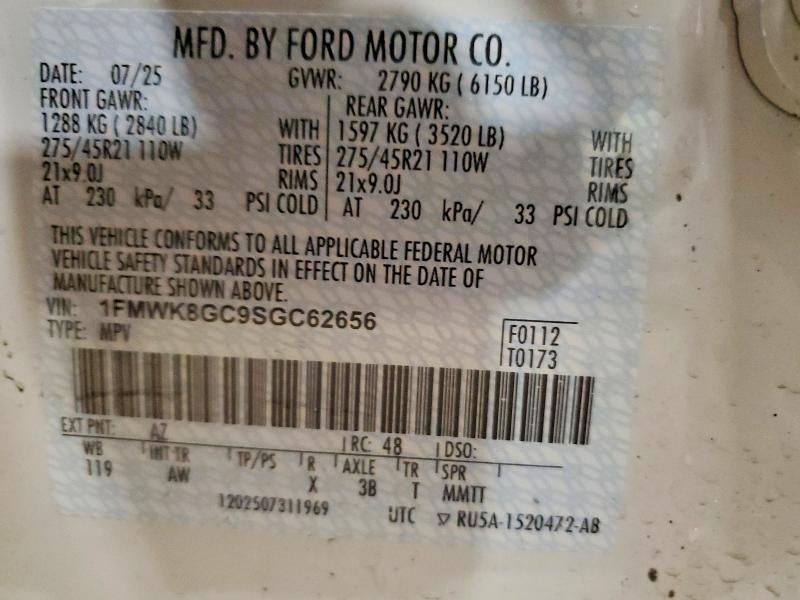 MFD. BY FORD MOTOR CO.
DATE: 07/25 GVWR: 2790 KG ( 6150 LB)
FRONT GAWR: REAR GAWR:
1288 KG ( 2840 LB) WITH 1597 KG ( 3520 LB) WITH
275/45R21 110W TIRES 275/45R21 110W TIRES
21x9.0J RIMS 21x9.0J RIMS
AT 230 kPa/ 33 PSI COLD AT 230 kPa/ 33 PSI COLD
THIS VEHICLE CONFORMS TO ALL APPLICABLE FEDERAL MOTOR
VEHICLE SAFETY STANDARDS IN EFFECT ON THE DATE OF
MANUFACTURE SHOWN ABOVE.
VIN: 1FMWK8GC9SGC62656
TYPE: MPV
F0112
T0173
EXT PNT: AZ RC: 48 DSO:
WB INT TR TP/PS R AXLE TR SPR
119 AW X 3B T MMTT
1202507311969 UTC ▽ RU5A-1520472-AB